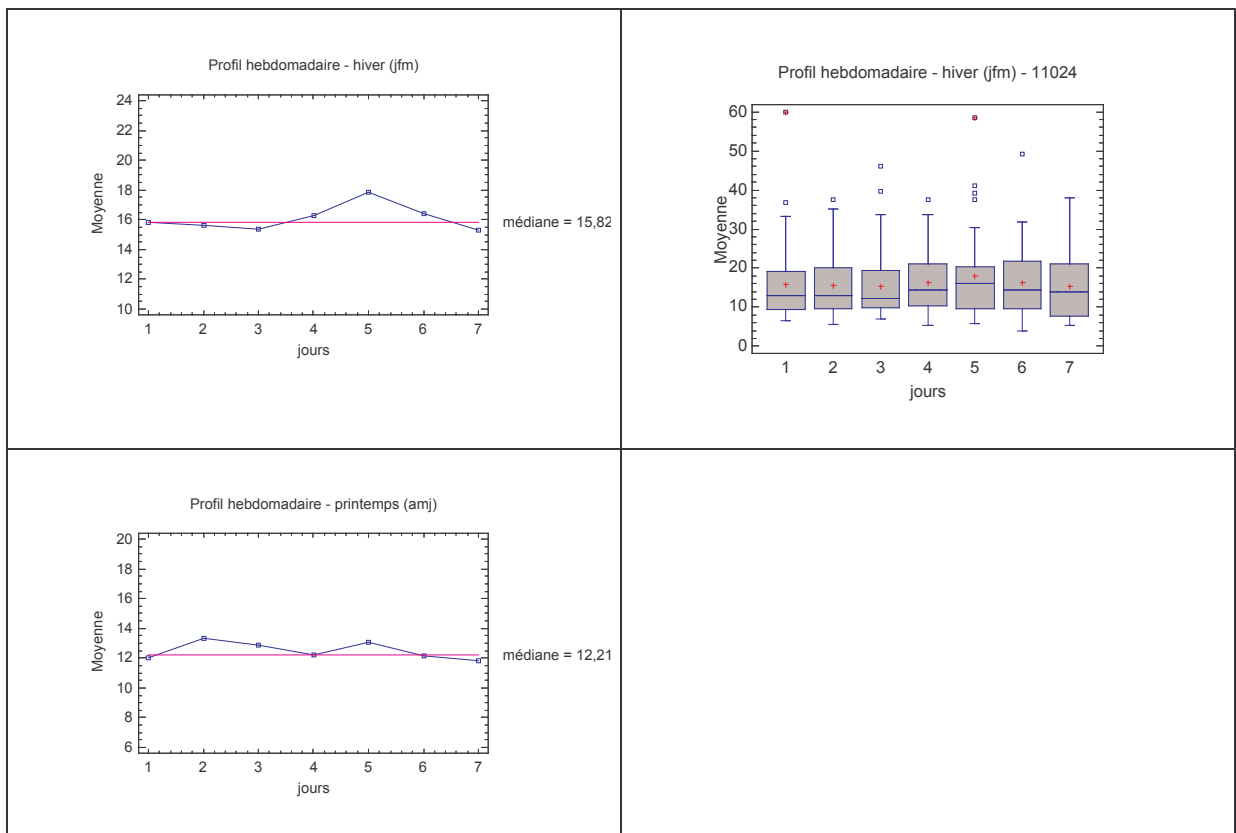 Profil hebdomadaire - hiver (jfm)
24
22
20
18
16
14
12
10
Moyenne
médiane = 15,82
1 2 3 4 5 6 7
jours
Profil hebdomadaire - hiver (jfm) - 11024
60
50
40
30
20
10
0
Moyenne
1 2 3 4 5 6 7
jours
Profil hebdomadaire - printemps (amj)
20
18
16
14
12
10
8
6
Moyenne
médiane = 12,21
1 2 3 4 5 6 7
jours